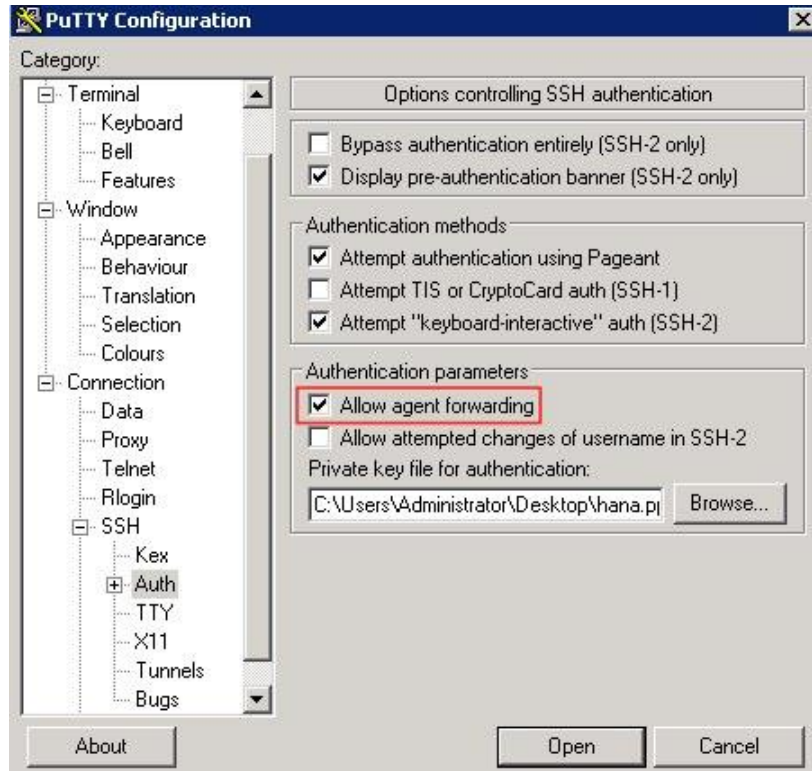 PuTTY Configuration
Category:
Terminal
Keyboard
Bell
Features
Window
Appearance
Behaviour
Translation
Selection
Colours
Connection
Data
Proxy
Telnet
Rlogin
SSH
Kex
Auth
TTY
X11
Tunnels
Bugs
Options controlling SSH authentication
Bypass authentication entirely (SSH-2 only)
Display pre-authentication banner (SSH-2 only)
Authentication methods
Attempt authentication using Pageant
Attempt TIS or CryptoCard auth (SSH-1)
Attempt "keyboard-interactive" auth (SSH-2)
Authentication parameters
Allow agent forwarding
Allow attempted changes of username in SSH-2
Private key file for authentication:
C:\Users\Administrator\Desktop\hana.p
Browse...
About
Open
Cancel